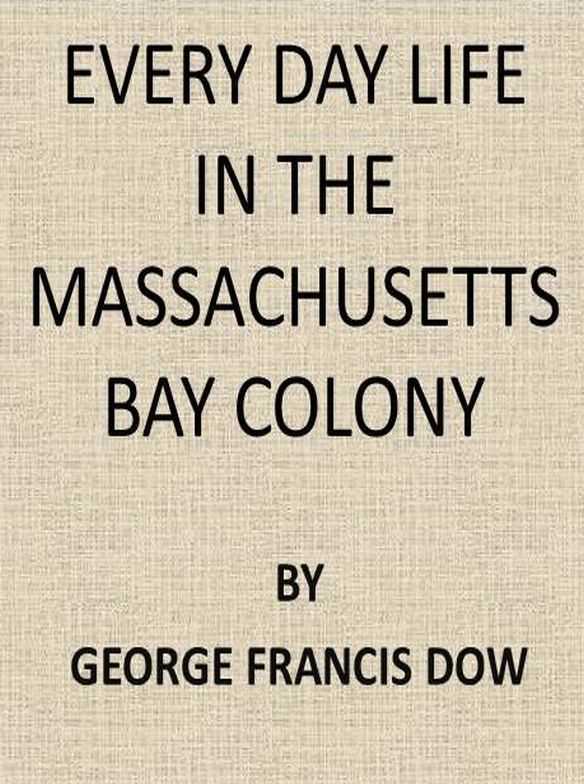 EVERY DAY LIFE
IN THE
MASSACHUSETTS
BAY COLONY
BY
GEORGE FRANCIS DOW